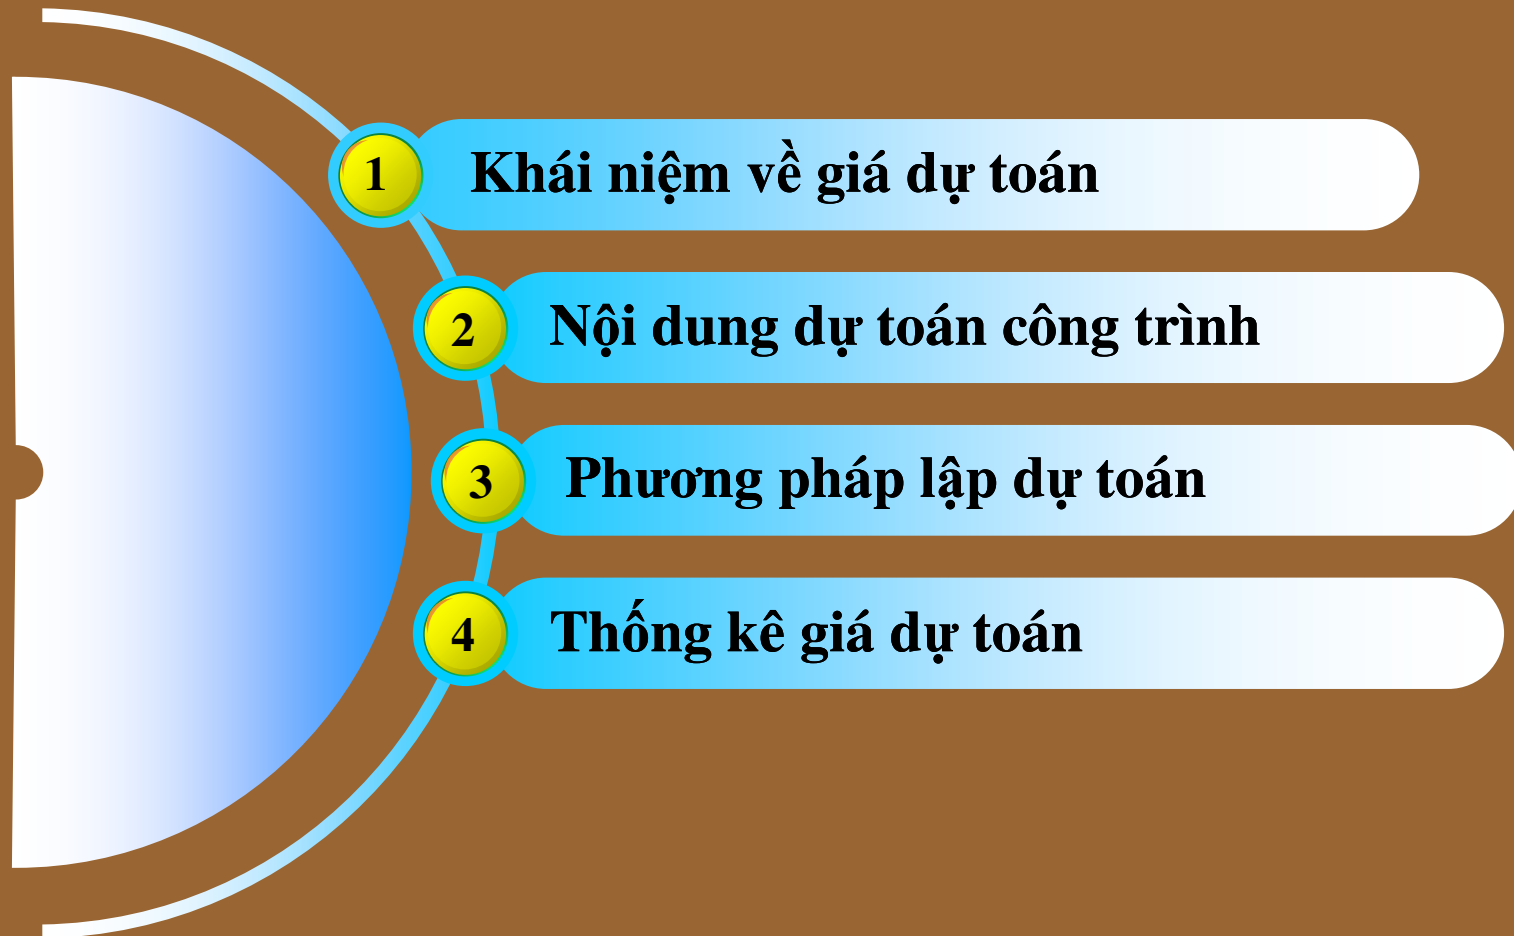 1 Khái niệm về giá dự toán
2 Nội dung dự toán công trình
3 Phương pháp lập dự toán
4 Thống kê giá dự toán